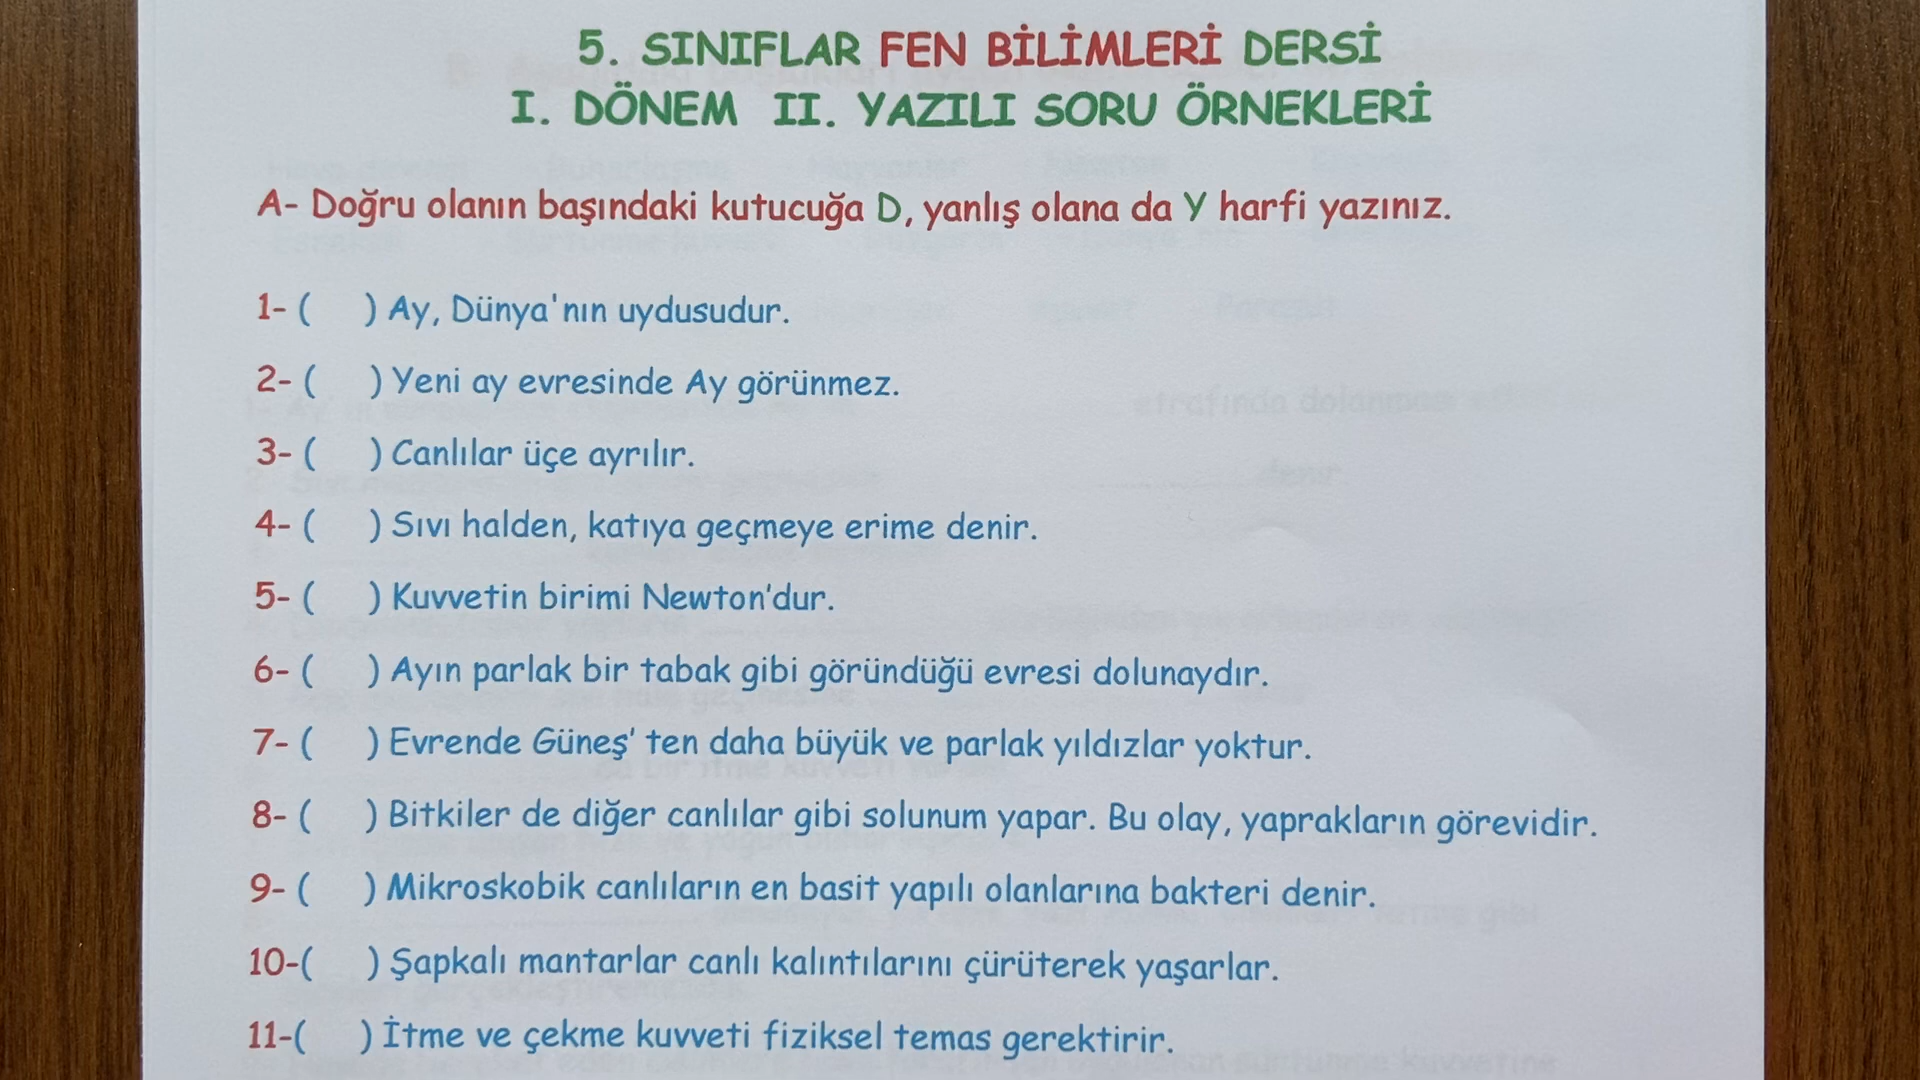 5. SINIFLAR FEN BİLİMLERİ DERSİ
I. DÖNEM II. YAZILI SORU ÖRNEKLERİ
A- Doğru olanın başındaki kutucuğa D, yanlış olana da Y harfi yazınız.
1- ( ) Ay, Dünya'nın uydusudur.
2- ( ) Yeni ay evresinde Ay görünmez.
3- ( ) Canlılar üçe ayrılır.
4- ( ) Sıvı halden, katıya geçmeye erime denir.
5- ( ) Kuvvetin birimi Newton'dur.
6- ( ) Ayın parlak bir tabak gibi göründüğü evresi dolunaydır.
7- ( ) Evrende Güneş' ten daha büyük ve parlak yıldızlar yoktur.
8- ( ) Bitkiler de diğer canlılar gibi solunum yapar. Bu olay, yaprakların görevidir.
9- ( ) Mikroskobik canlıların en basit yapılı olanlarına bakteri denir.
10-( ) Şapkalı mantarlar canlı kalıntılarını çürüterek yaşarlar.
11-( ) İtme ve çekme kuvveti fiziksel temas gerektirir.